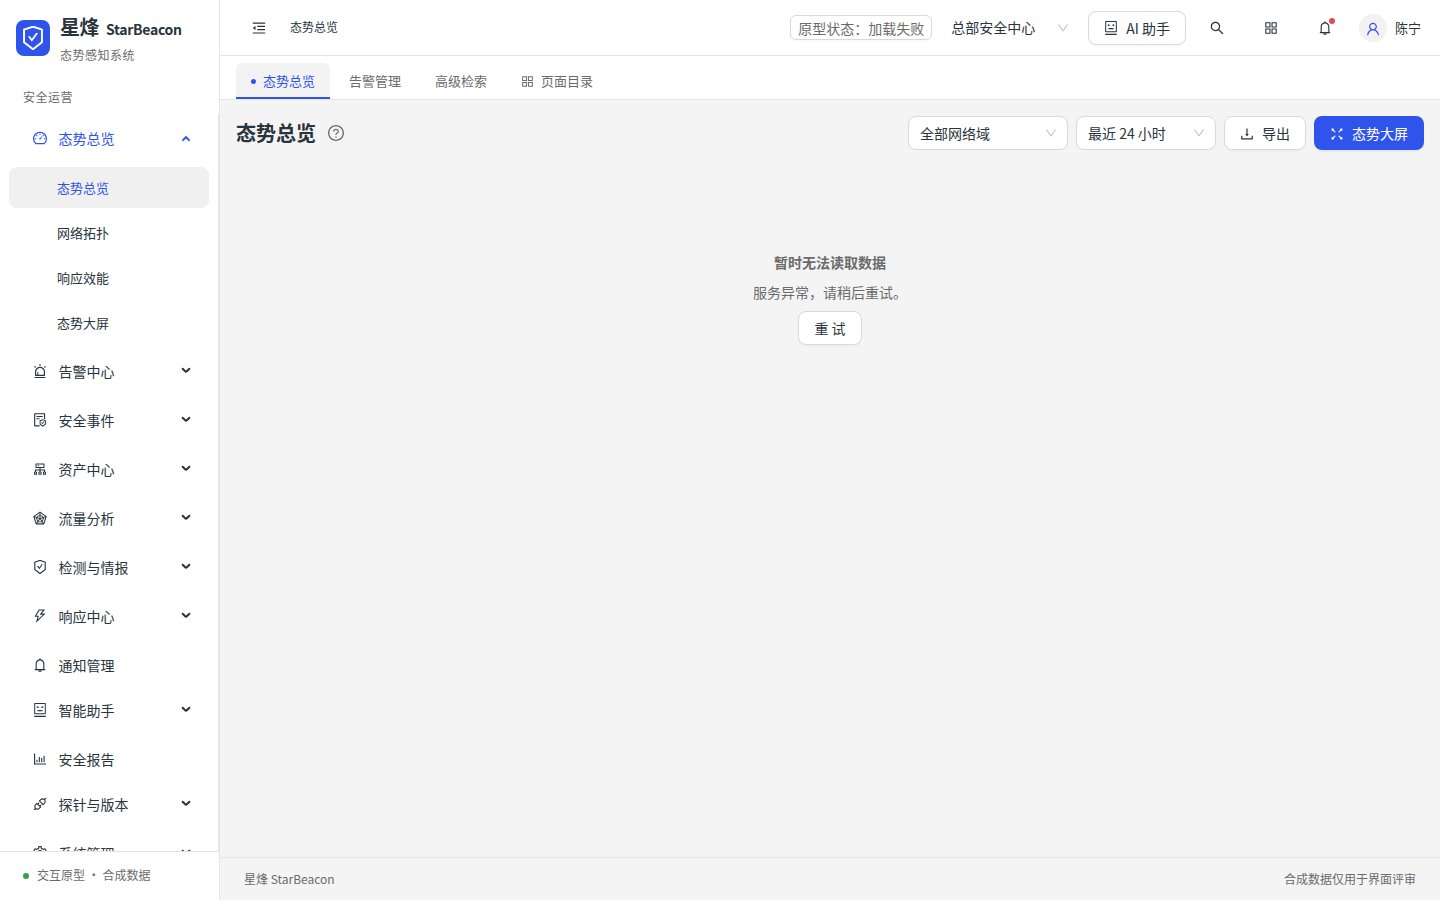 星烽 StarBeacon
态势感知系统
安全运营
态势总览
态势总览
网络拓扑
响应效能
态势大屏
告警中心
安全事件
资产中心
流量分析
检测与情报
响应中心
通知管理
智能助手
安全报告
探针与版本
系统管理
交互原型 · 合成数据
态势总览
原型状态：加载失败
总部安全中心
AI 助手
陈宁
态势总览
告警管理
高级检索
页面目录
态势总览
全部网络域
最近 24 小时
导出
态势大屏
暂时无法读取数据
服务异常，请稍后重试。
重 试
星烽 StarBeacon
合成数据仅用于界面评审